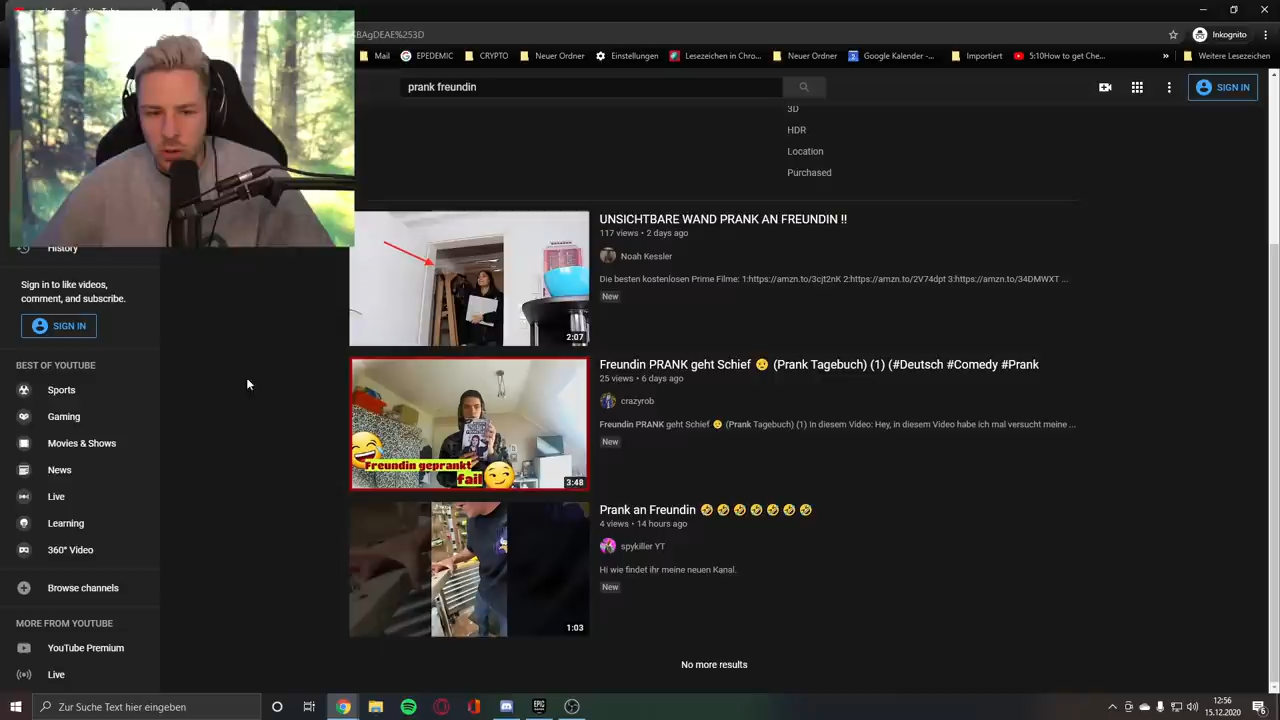 BAgDEAE%253D
Inkognito
Mail
EPEDEMIC
CRYPTO
Neuer Ordner
Einstellungen
Lesezeichen in Chro...
Neuer Ordner
Google Kalender -...
Importiert
5:10How to get Che...
»
Weitere Lesezeichen
prank freundin
SIGN IN
3D
HDR
Location
Purchased
History
Sign in to like videos,
comment, and subscribe.
SIGN IN
BEST OF YOUTUBE
Sports
Gaming
Movies & Shows
News
Live
Learning
360° Video
Browse channels
MORE FROM YOUTUBE
YouTube Premium
Live
2:07
UNSICHTBARE WAND PRANK AN FREUNDIN !!
117 views • 2 days ago
Noah Kessler
Die besten kostenlosen Prime Filme: 1:https://amzn.to/3cjt2nK 2:https://amzn.to/2V74dpt 3:https://amzn.to/34DMWXT ...
New
Freundin geprankt
fail
3:48
Freundin PRANK geht Schief 😉 (Prank Tagebuch) (1) (#Deutsch #Comedy #Prank
25 views • 6 days ago
crazyrob
Freundin PRANK geht Schief 😉 (Prank Tagebuch) (1) In diesem Video: Hey, in diesem Video habe ich mal versucht meine ...
New
1:03
Prank an Freundin 🤣🤣🤣🤣🤣🤣🤣
4 views • 14 hours ago
spykiller YT
Hi wie findet ihr meine neuen Kanal.
New
No more results
Zur Suche Text hier eingeben
EPIC
12:56
15.12.2020
6